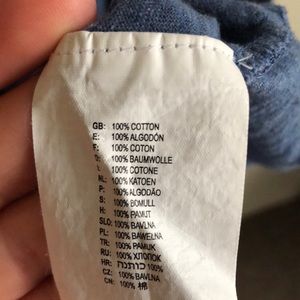 GB: 100% COTTON
E: 100% ALGODÓN
F: 100% COTON
D: 100% BAUMWOLLE
I: 100% COTONE
NL: 100% KATOEN
P: 100% ALGODÃO
S: 100% BOMULL
H: 100% PAMUT
SLO: 100% BAVLNA
PL: 100% BAWEŁNA
TR: 100% PAMUK
RU: 100% ХЛОПОК
HR: כותנה 100%
CZ: 100% BAVLNA
CN: 100% 棉